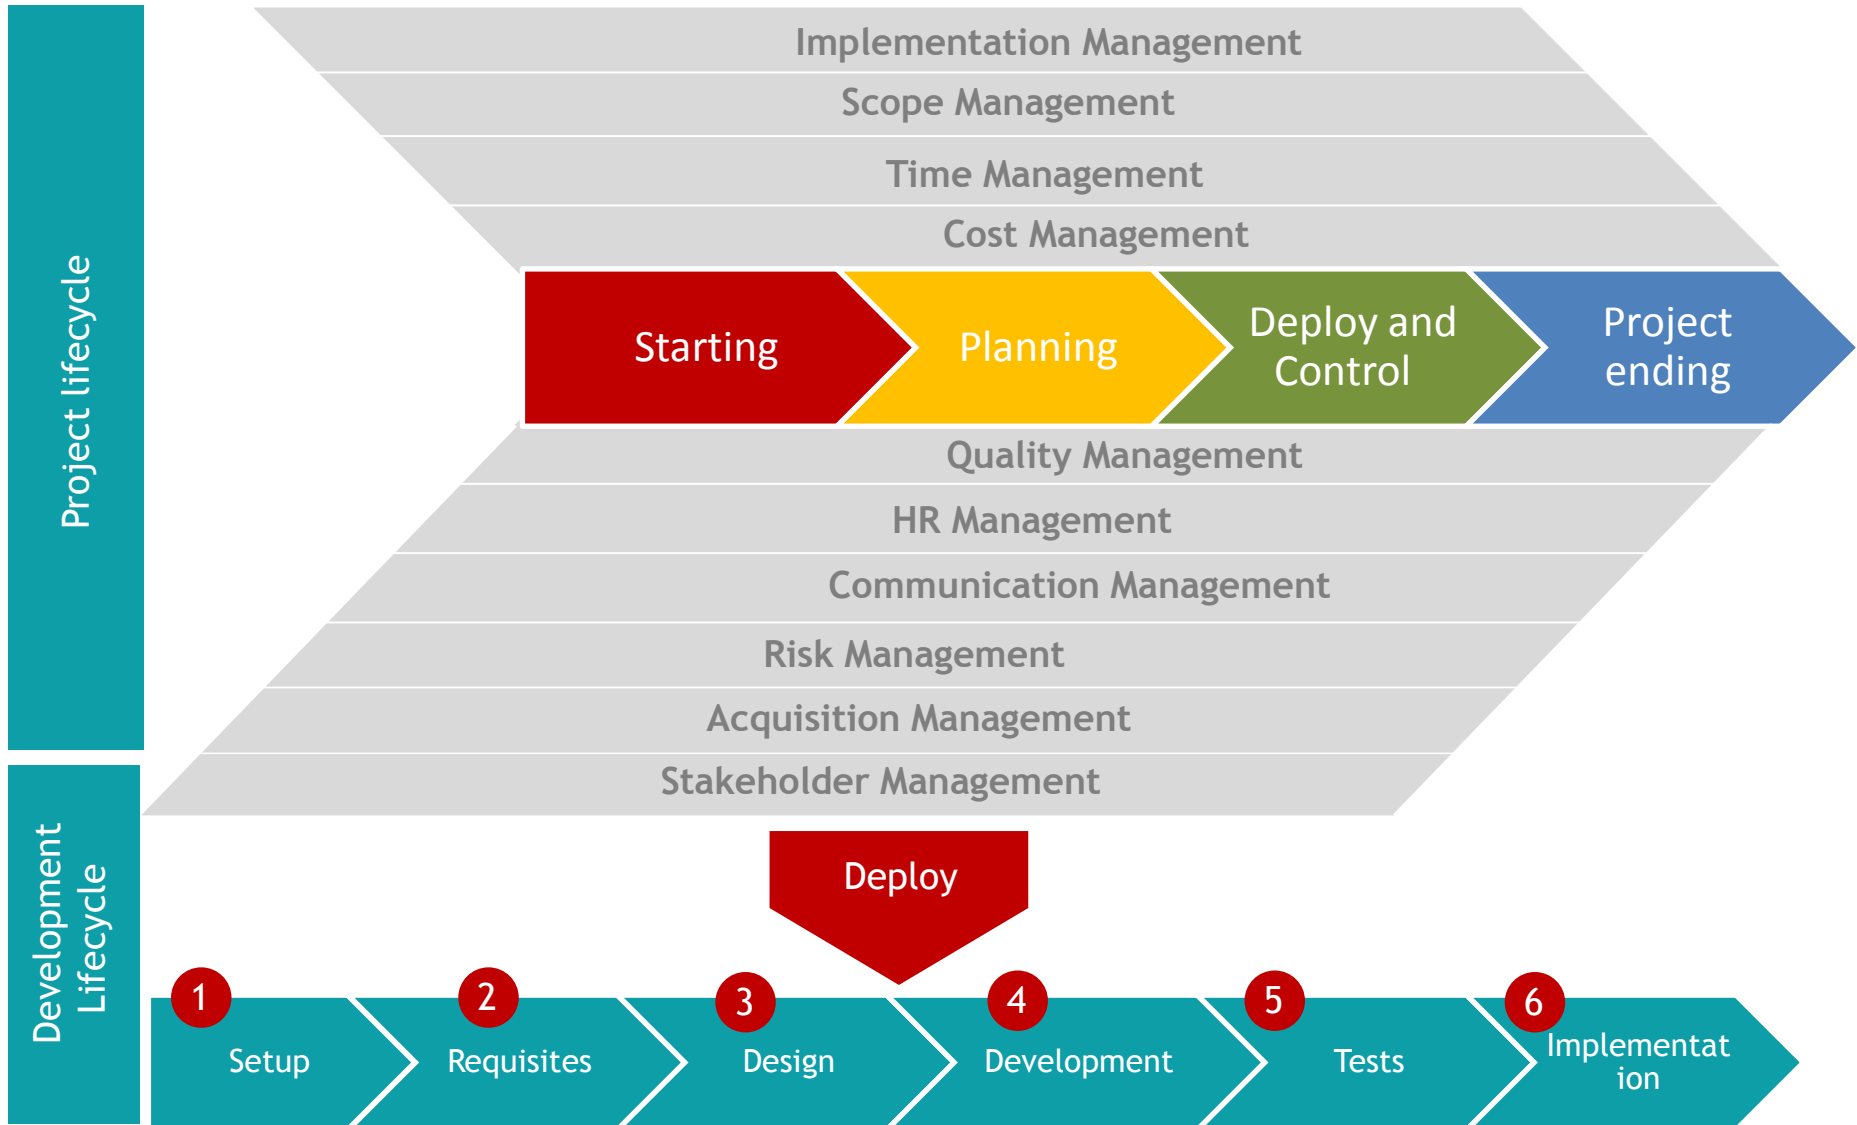 Project lifecycle
Implementation Management
Scope Management
Time Management
Cost Management
Starting
Planning
Deploy and
Control
Project
ending
Quality Management
HR Management
Communication Management
Risk Management
Acquisition Management
Stakeholder Management
Development
Lifecycle
Deploy
1
Setup
2
Requisites
3
Design
4
Development
5
Tests
6
Implementat
ion